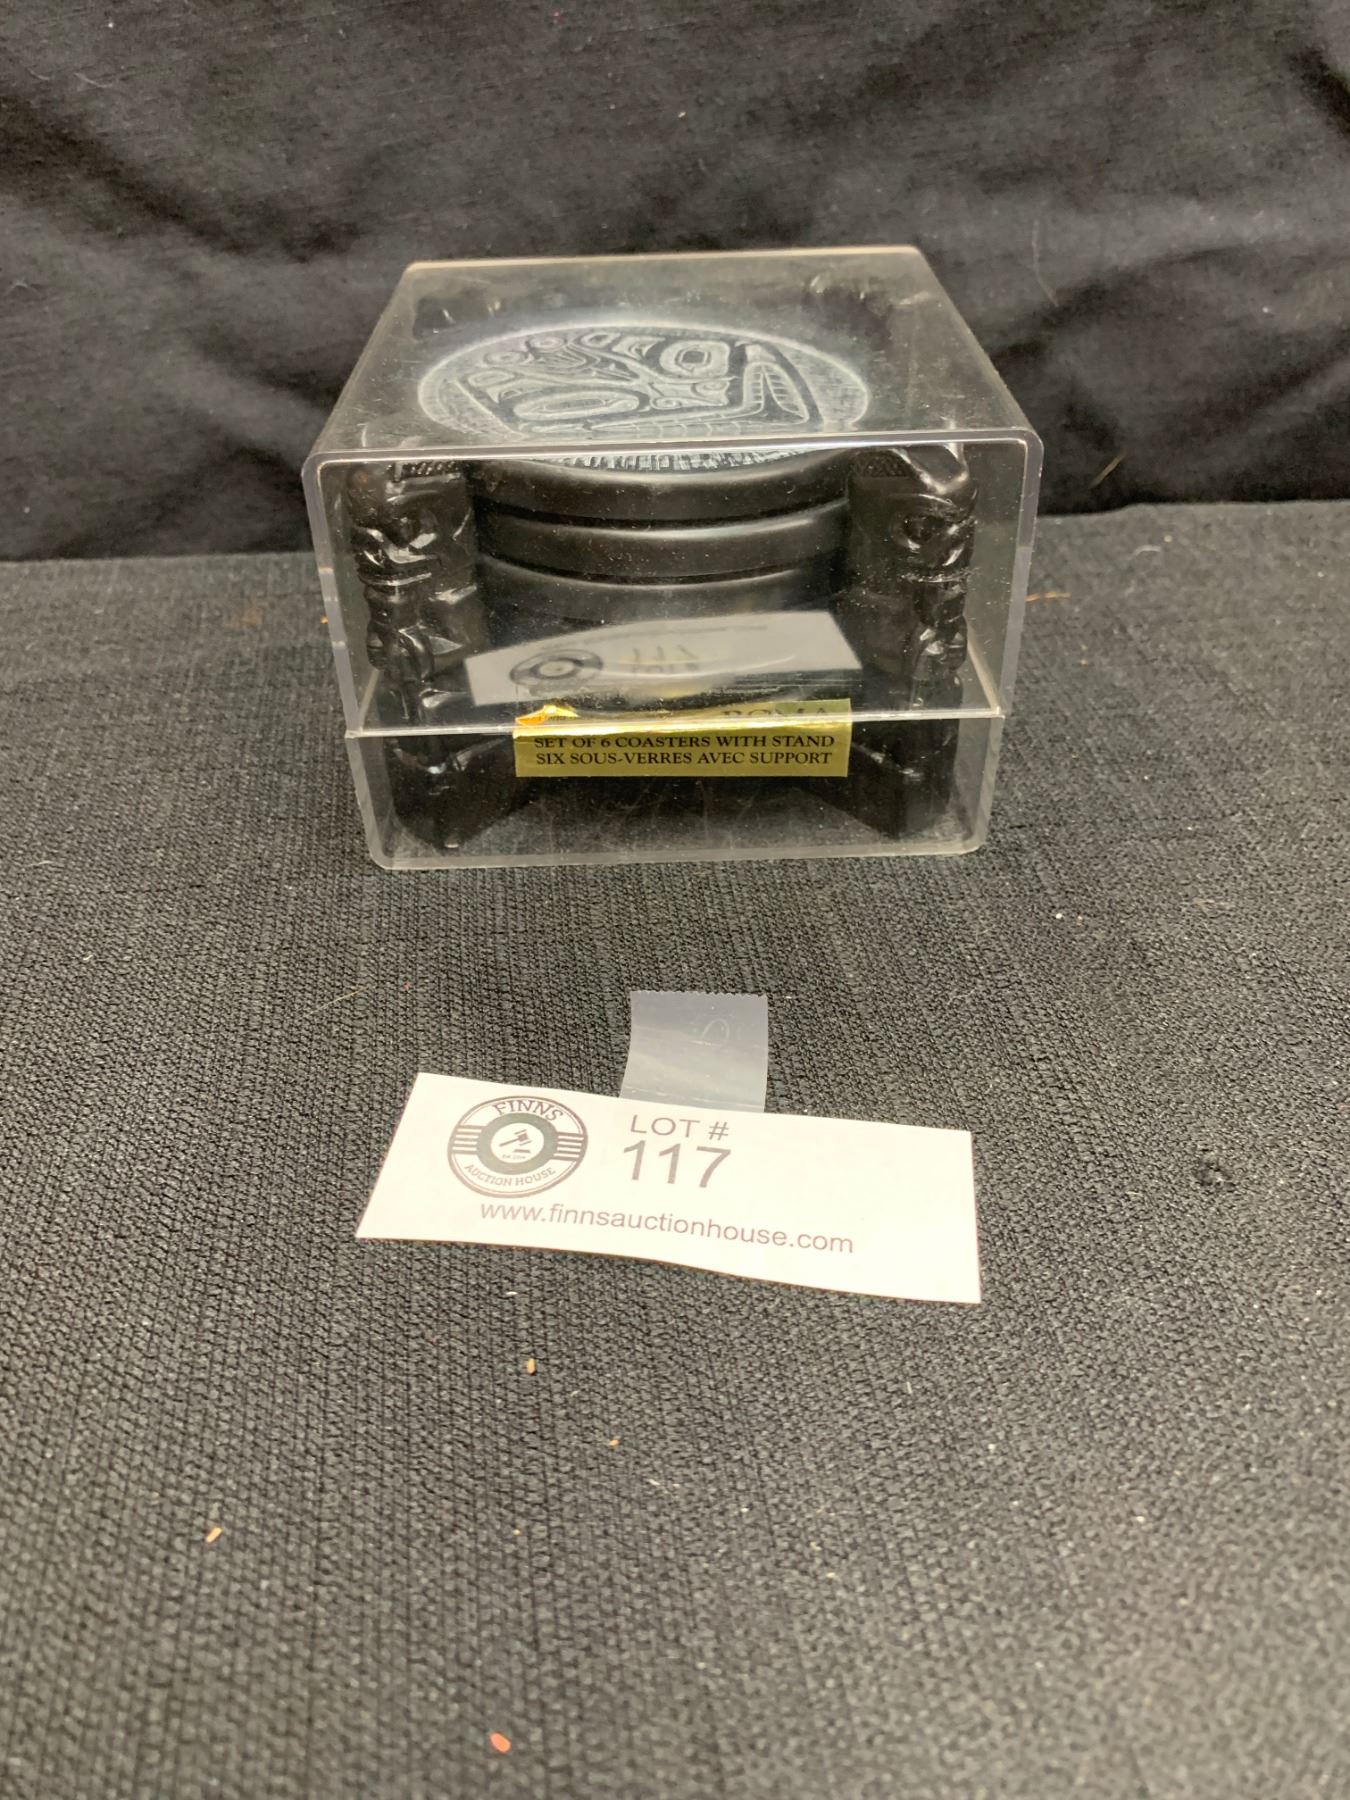 BOMA
SET OF 6 COASTERS WITH STAND
SIX SOUS-VERRES AVEC SUPPORT
FINNS
AUCTION HOUSE
LOT #
117
www.finnsauctionhouse.com